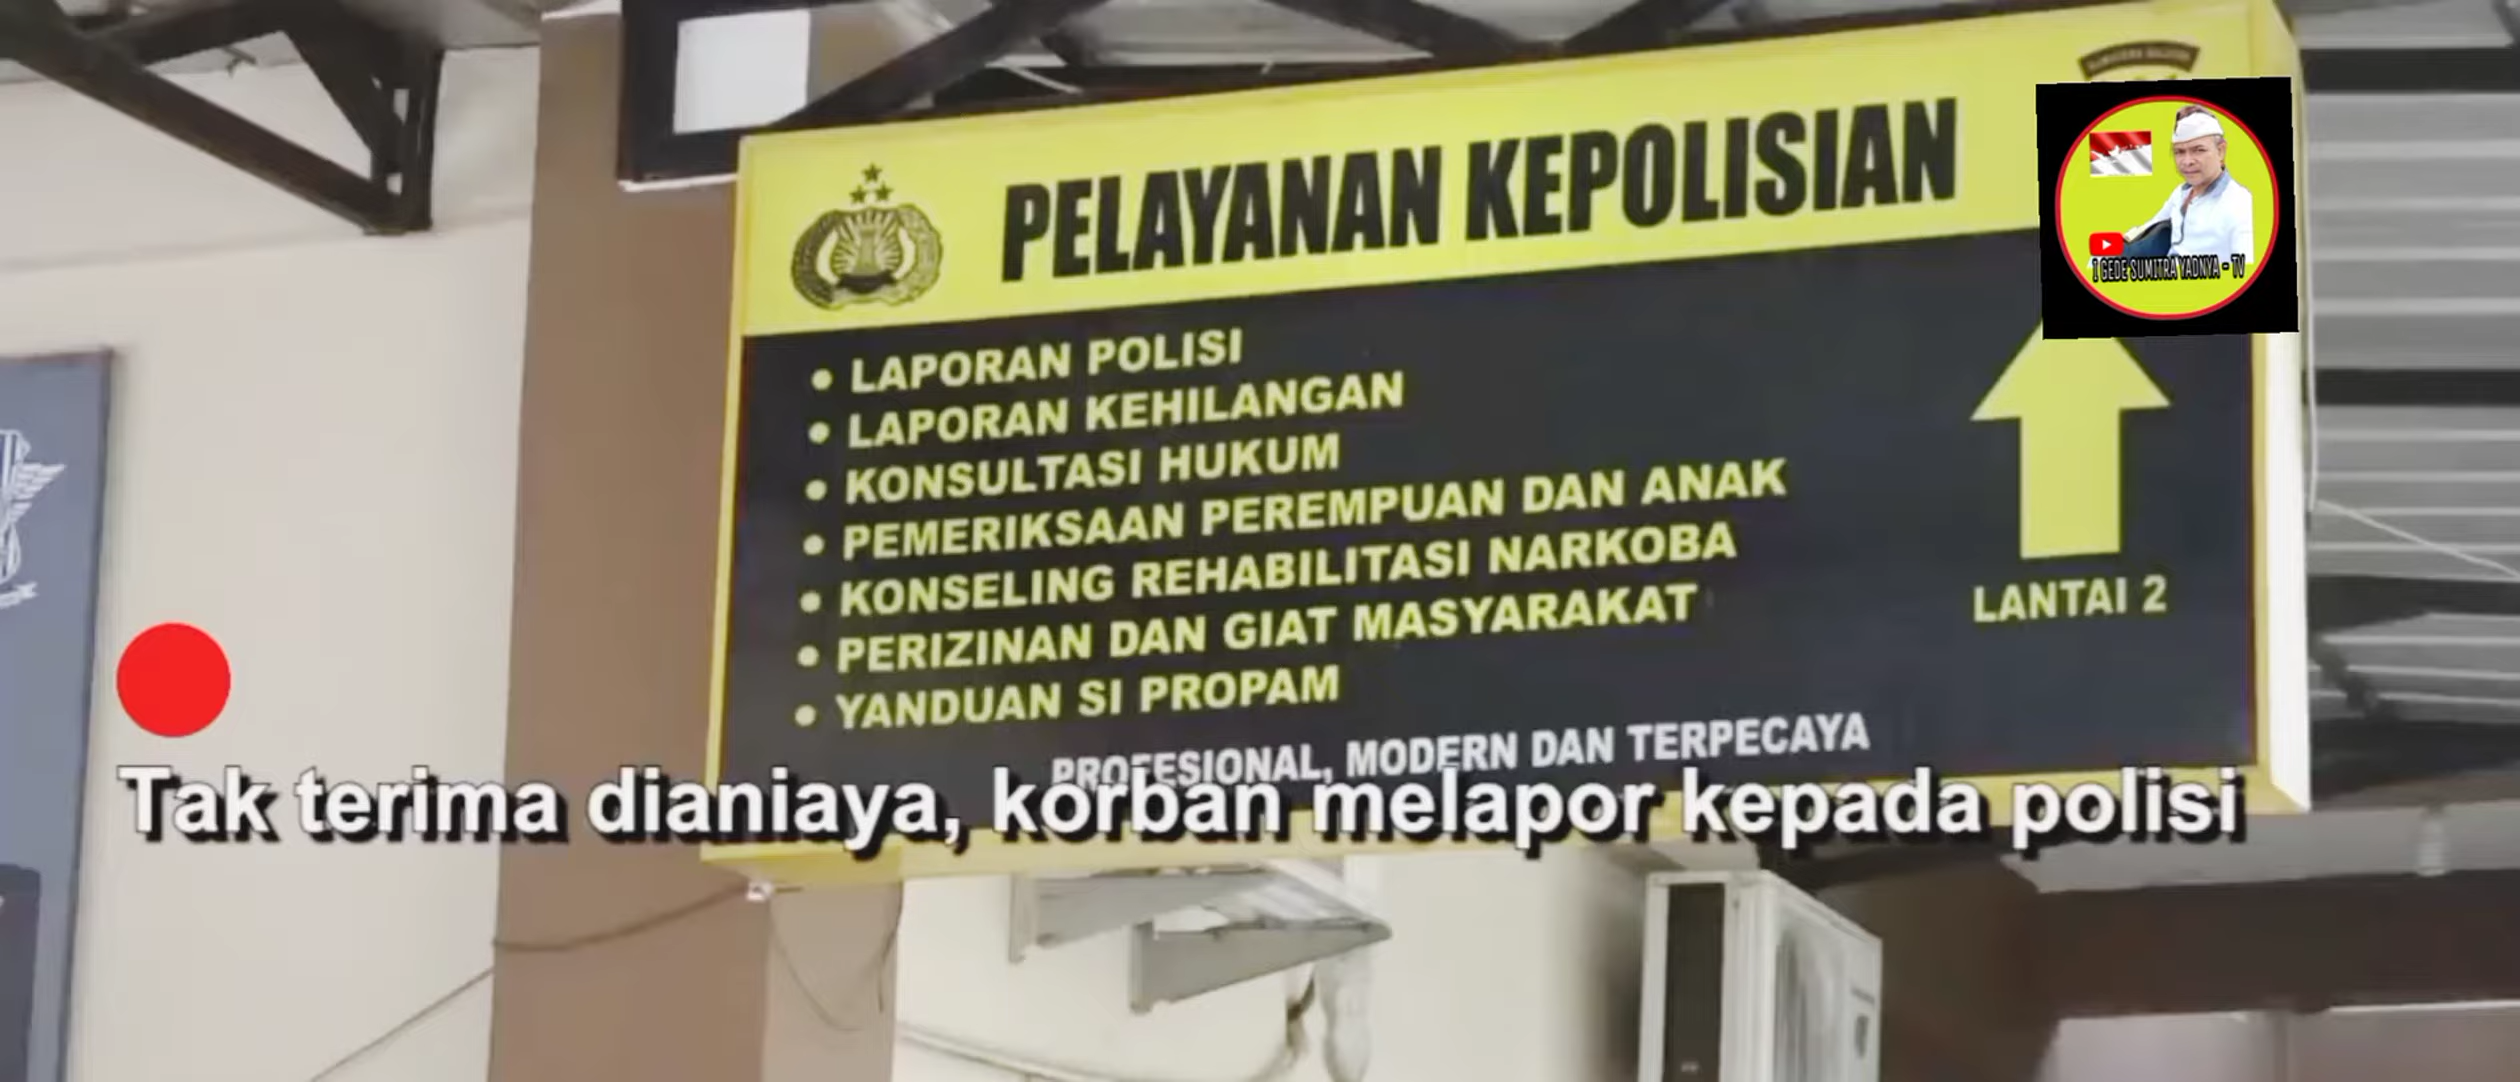 PELAYANAN KEPOLISIAN
I GEDE SUMITRA YADNYA - TV
• LAPORAN POLISI
• LAPORAN KEHILANGAN
• KONSULTASI HUKUM
• PEMERIKSAAN PEREMPUAN DAN ANAK
• KONSELING REHABILITASI NARKOBA
• PERIZINAN DAN GIAT MASYARAKAT
• YANDUAN SI PROPAM
LANTAI 2
PROFESIONAL, MODERN DAN TERPECAYA
Tak terima dianiaya, korban melapor kepada polisi